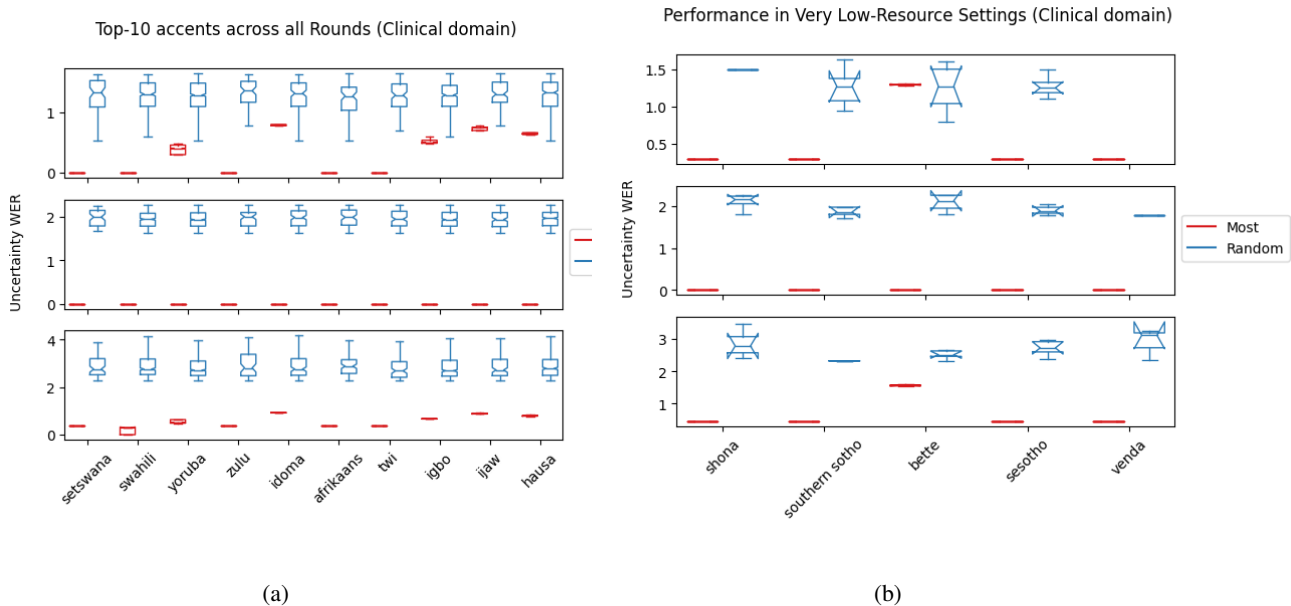 Top-10 accents across all Rounds (Clinical domain)
Uncertainty WER
1
0
2
1
0
4
2
0
setswana
swahili
yoruba
zulu
idoma
afrikaans
twi
igbo
ijaw
hausa
(a)
Performance in Very Low-Resource Settings (Clinical domain)
Uncertainty WER
1.5
1.0
0.5
2
1
0
3
2
1
Most
Random
shona
southern sotho
bette
sesotho
venda
(b)